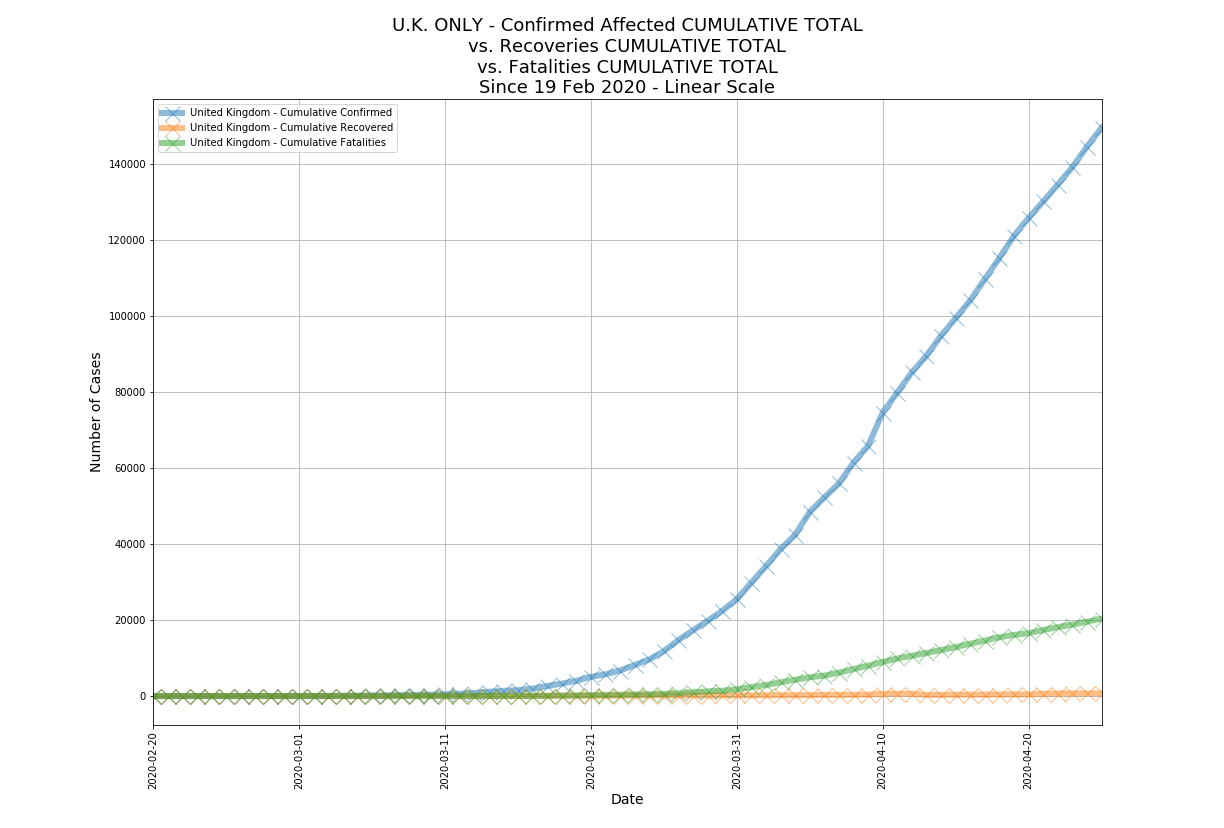 U.K. ONLY - Confirmed Affected CUMULATIVE TOTAL
vs. Recoveries CUMULATIVE TOTAL
vs. Fatalities CUMULATIVE TOTAL
Since 19 Feb 2020 - Linear Scale
United Kingdom - Cumulative Confirmed
United Kingdom - Cumulative Recovered
United Kingdom - Cumulative Fatalities
Number of Cases
140000
120000
100000
80000
60000
40000
20000
0
2020-02-20
2020-03-01
2020-03-11
2020-03-21
2020-03-31
2020-04-10
2020-04-20
Date